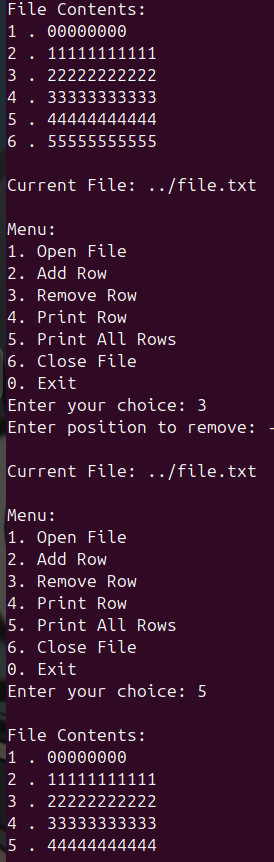 File Contents:
1 . 00000000
2 . 11111111111
3 . 22222222222
4 . 33333333333
5 . 44444444444
6 . 55555555555
Current File: ../file.txt
Menu:
1. Open File
2. Add Row
3. Remove Row
4. Print Row
5. Print All Rows
6. Close File
0. Exit
Enter your choice: 3
Enter position to remove: -
Current File: ../file.txt
Menu:
1. Open File
2. Add Row
3. Remove Row
4. Print Row
5. Print All Rows
6. Close File
0. Exit
Enter your choice: 5
File Contents:
1 . 00000000
2 . 11111111111
3 . 22222222222
4 . 33333333333
5 . 44444444444